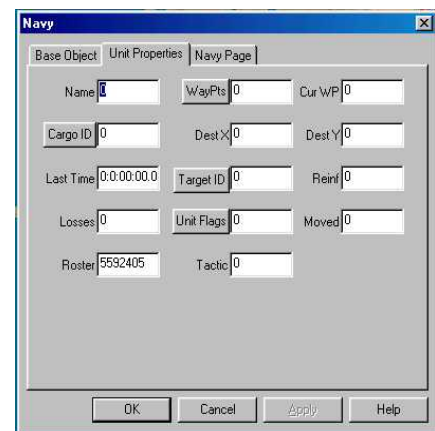 Navy
Base Object Unit Properties Navy Page
Name 0 WayPts 0 Cur WP 0
Cargo ID 0 Dest X 0 Dest Y 0
Last Time 0:0:00:00.0 Target ID 0 Reinf 0
Losses 0 Unit Flags 0 Moved 0
Roster 5592405 Tactic 0
OK Cancel Apply Help